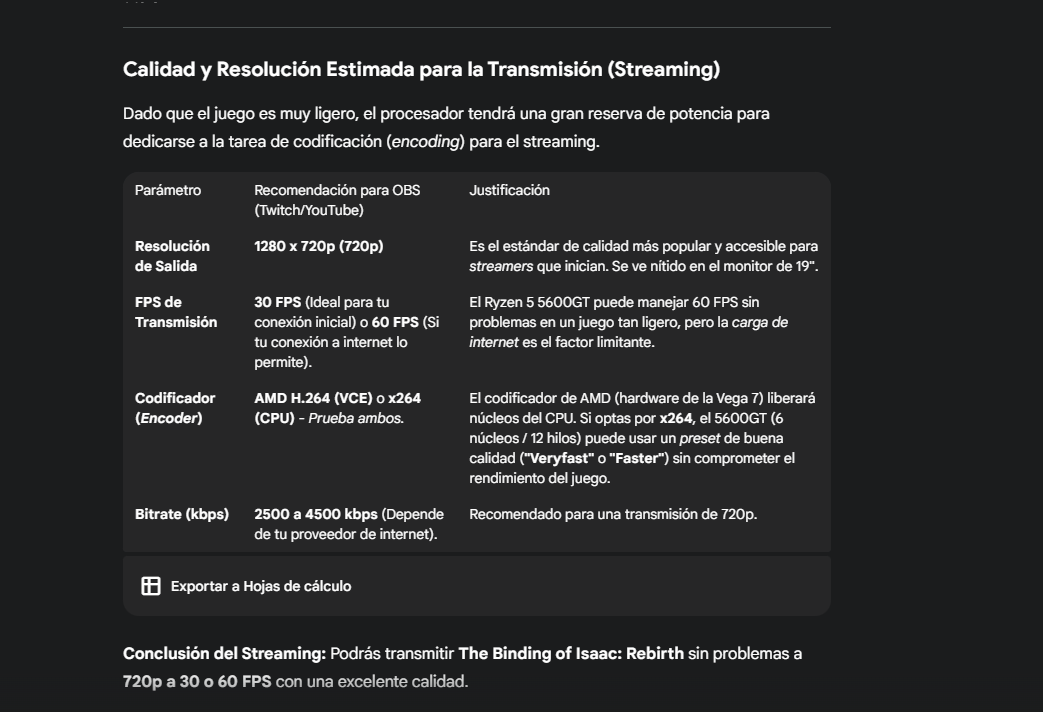 Calidad y Resolución Estimada para la Transmisión (Streaming)
Dado que el juego es muy ligero, el procesador tendrá una gran reserva de potencia para
dedicarse a la tarea de codificación (encoding) para el streaming.
Parámetro
Recomendación para OBS
(Twitch/YouTube)
Justificación
Resolución
de Salida
1280 x 720p (720p)
Es el estándar de calidad más popular y accesible para
streamers que inician. Se ve nítido en el monitor de 19".
FPS de
Transmisión
30 FPS (Ideal para tu
conexión inicial) o 60 FPS (Si
tu conexión a internet lo
permite).
El Ryzen 5 5600GT puede manejar 60 FPS sin
problemas en un juego tan ligero, pero la carga de
internet es el factor limitante.
Codificador
(Encoder)
AMD H.264 (VCE) o x264
(CPU) - Prueba ambos.
El codificador de AMD (hardware de la Vega 7) liberará
núcleos del CPU. Si optas por x264, el 5600GT (6
núcleos / 12 hilos) puede usar un preset de buena
calidad ("Veryfast" o "Faster") sin comprometer el
rendimiento del juego.
Bitrate (kbps)
2500 a 4500 kbps (Depende
de tu proveedor de internet).
Recomendado para una transmisión de 720p.
Exportar a Hojas de cálculo
Conclusión del Streaming: Podrás transmitir The Binding of Isaac: Rebirth sin problemas a
720p a 30 o 60 FPS con una excelente calidad.